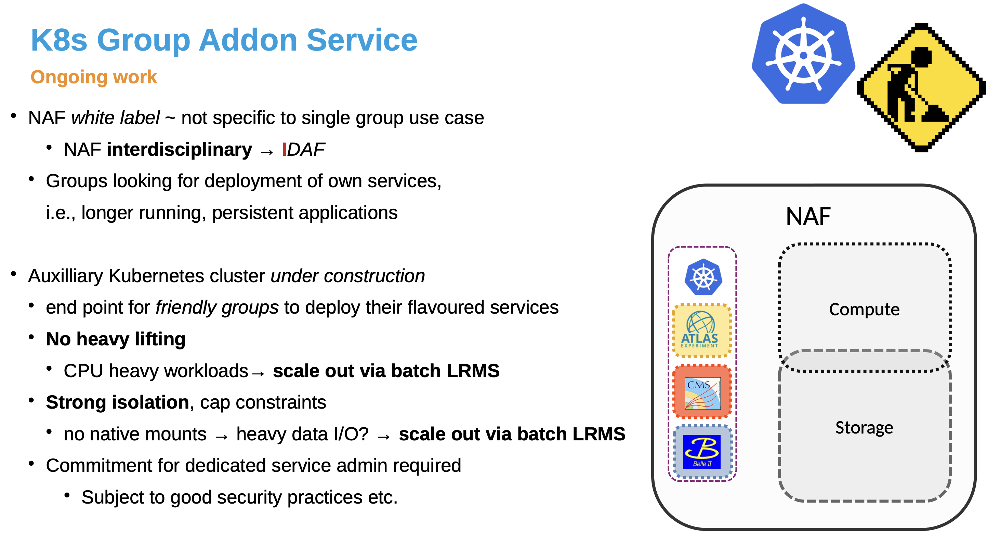 K8s Group Addon Service
Ongoing work
• NAF white label ~ not specific to single group use case
• NAF interdisciplinary → IDAF
• Groups looking for deployment of own services,
i.e., longer running, persistent applications
• Auxilliary Kubernetes cluster under construction
• end point for friendly groups to deploy their flavoured services
• No heavy lifting
• CPU heavy workloads→ scale out via batch LRMS
• Strong isolation, cap constraints
• no native mounts → heavy data I/O? → scale out via batch LRMS
• Commitment for dedicated service admin required
• Subject to good security practices etc.
NAF
Compute
Storage
ATLAS
EXPERIMENT
CMS
B
Belle II